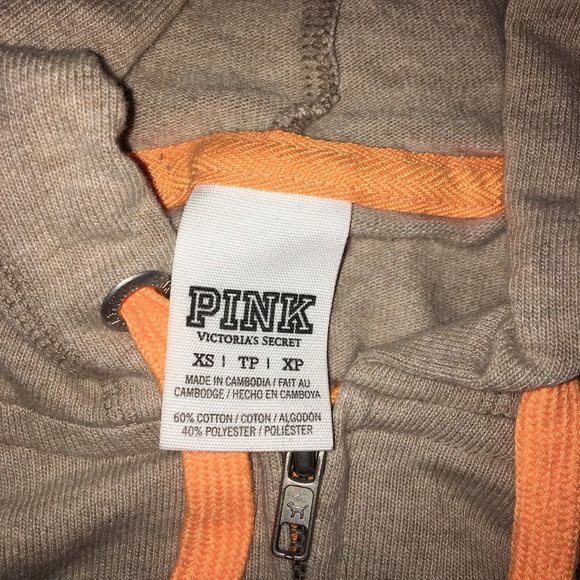 PINK
VICTORIA'S SECRET
XS | TP | XP
MADE IN CAMBODIA / FAIT AU
CAMBODGE / HECHO EN CAMBOYA
60% COTTON / COTON / ALGODÓN
40% POLYESTER / POLIÉSTER